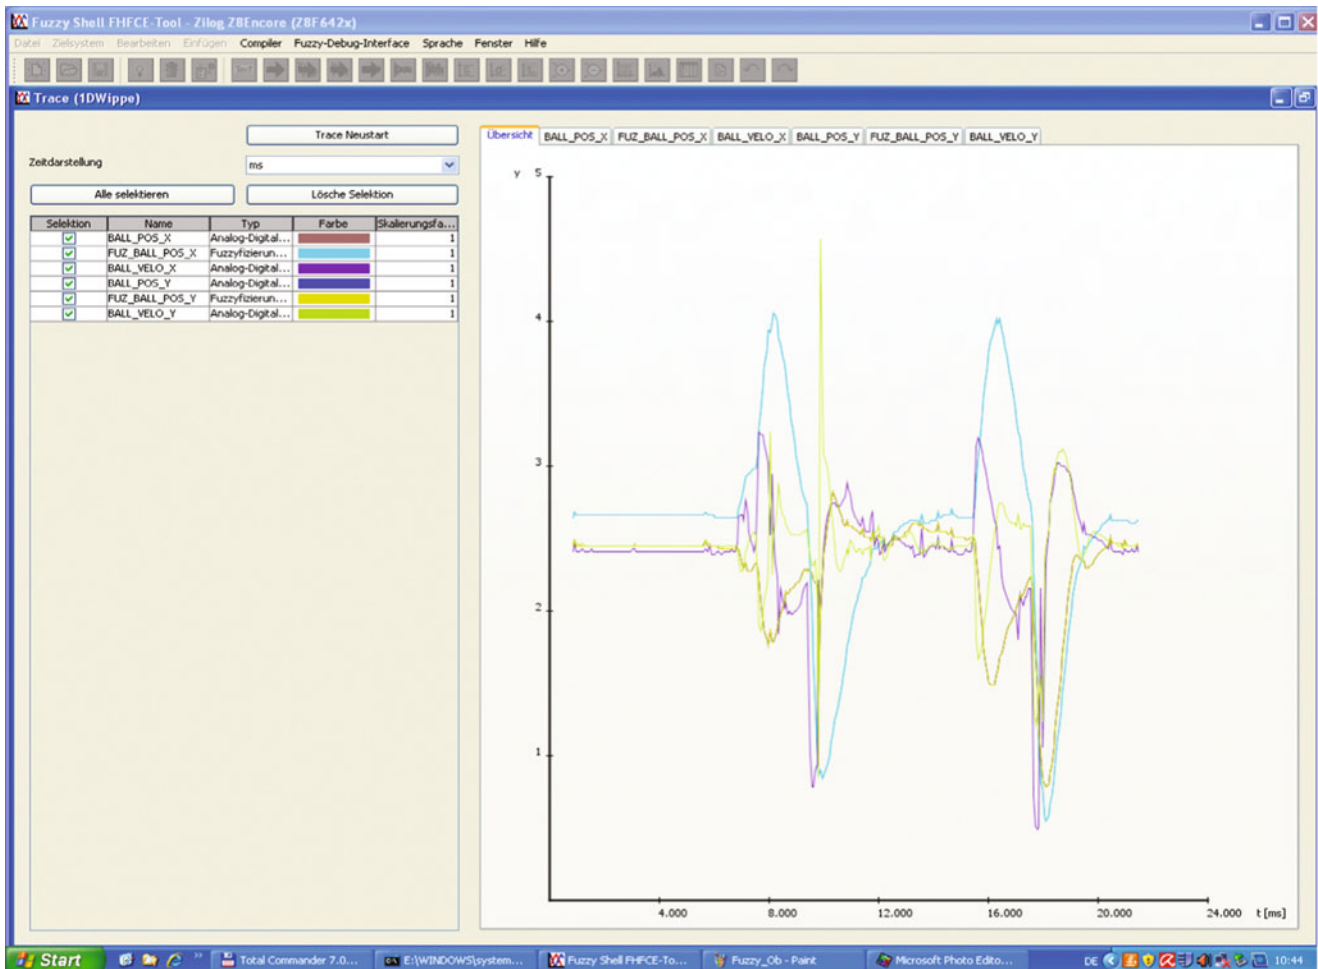 Fuzzy Shell FHFCE-Tool - Zilog Z8Encore (Z8F642x)
Datei Zielsystem Bearbeiten Einfügen Compiler Fuzzy-Debug-Interface Sprache Fenster Hilfe
Trace (1DWippe)
Trace Neustart
Zeitdarstellung ms
Alle selektieren Lösche Selektion
Selektion Name Typ Farbe Skalierungsfa...
BALL_POS_X Analog-Digital... 1
FUZ_BALL_POS_X Fuzzyfizierun... 1
BALL_VELO_X Analog-Digital... 1
BALL_POS_Y Analog-Digital... 1
FUZ_BALL_POS_Y Fuzzyfizierun... 1
BALL_VELO_Y Analog-Digital... 1
Übersicht BALL_POS_X FUZ_BALL_POS_X BALL_VELO_X BALL_POS_Y FUZ_BALL_POS_Y BALL_VELO_Y
y 5
4
3
2
1
4.000 8.000 12.000 16.000 20.000 24.000 t [ms]
Start Total Commander 7.0... E:\WINDOWS\system... Fuzzy Shell FHFCE-To... Fuzzy_Ob - Paint Microsoft Photo Edito... DE 10:44